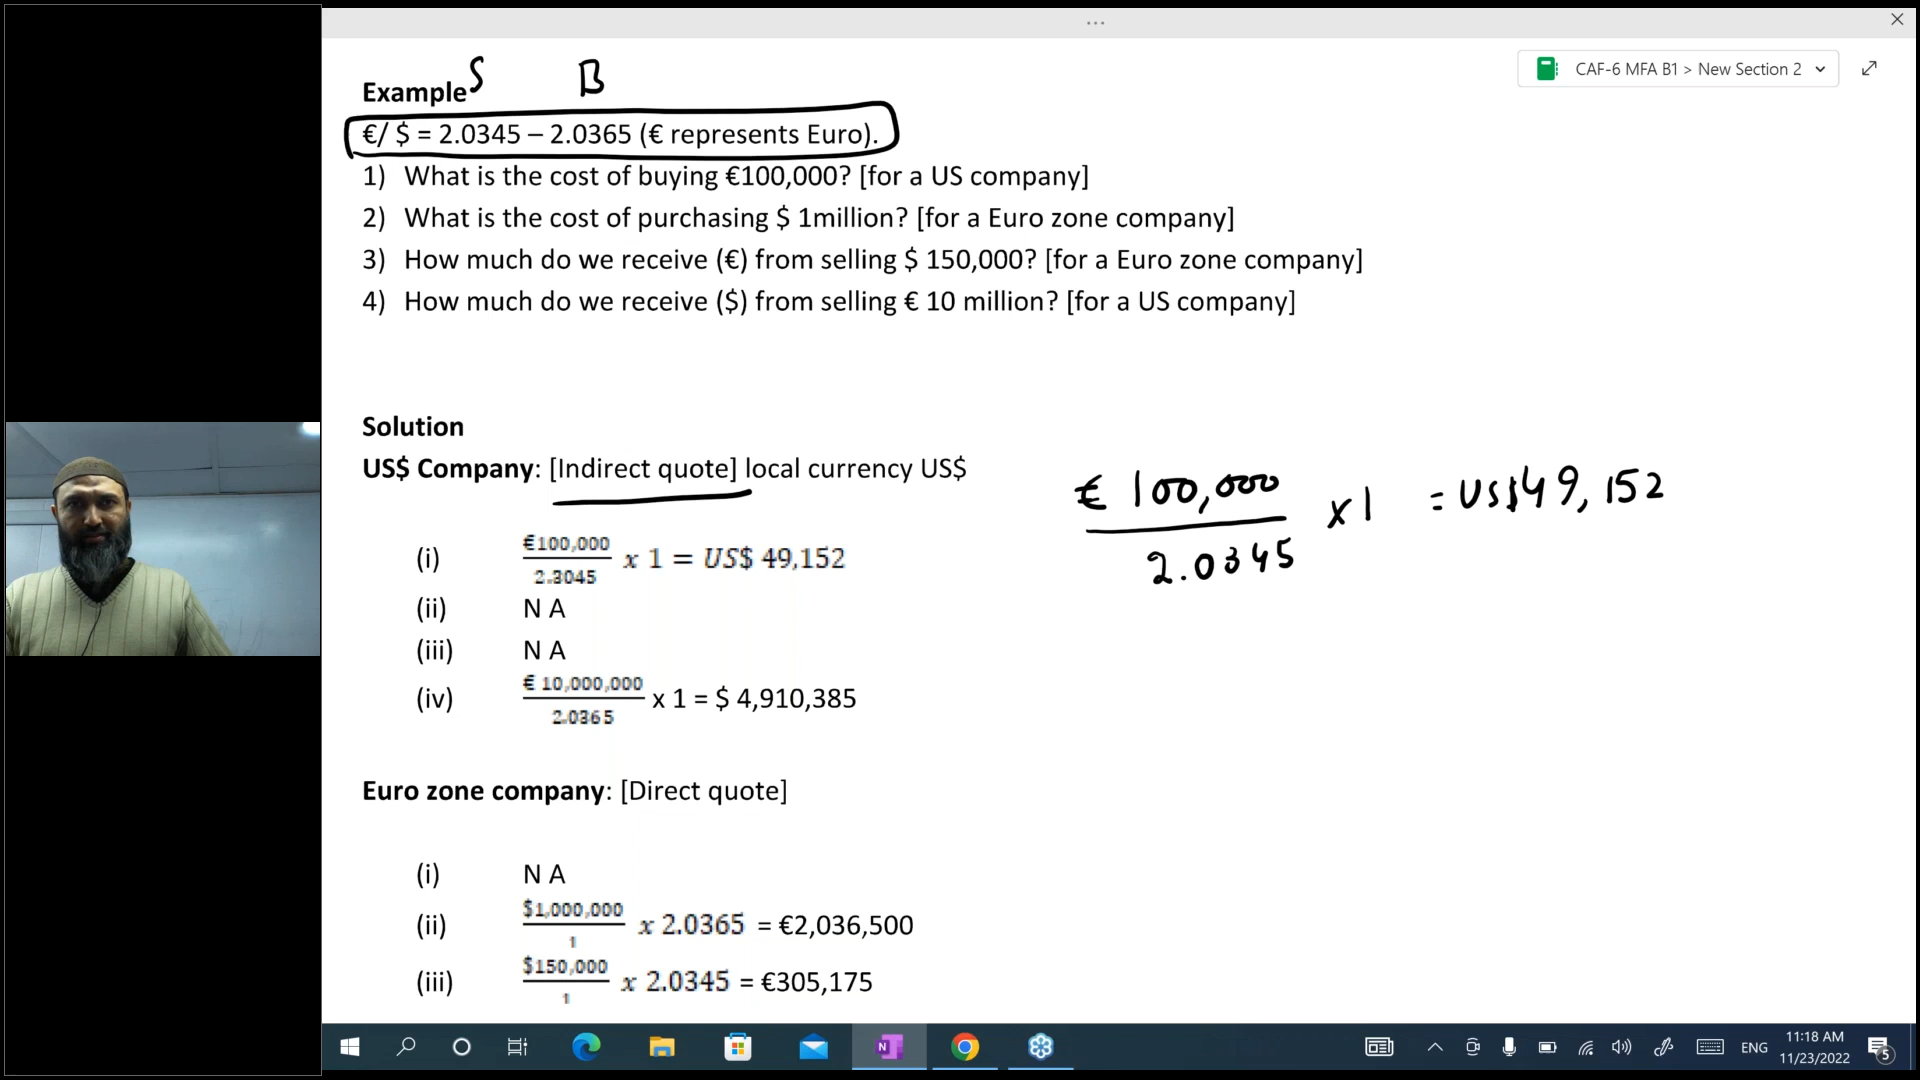 CAF-6 MFA B1 > New Section 2
S B
Example
€/ $ = 2.0345 – 2.0365 (€ represents Euro).
1) What is the cost of buying €100,000? [for a US company]
2) What is the cost of purchasing $ 1million? [for a Euro zone company]
3) How much do we receive (€) from selling $ 150,000? [for a Euro zone company]
4) How much do we receive ($) from selling € 10 million? [for a US company]
Solution
US$ Company: [Indirect quote] local currency US$
€ 100,000 / 2.0345 x 1 = US$49,152
(i) €100,000 / 2.3045 x 1 = US$ 49,152
(ii) N A
(iii) N A
(iv) € 10,000,000 / 2.0365 x 1 = $ 4,910,385
Euro zone company: [Direct quote]
(i) N A
(ii) $1,000,000 / 1 x 2.0365 = €2,036,500
(iii) $150,000 / 1 x 2.0345 = €305,175
ENG
11:18 AM
11/23/2022
5